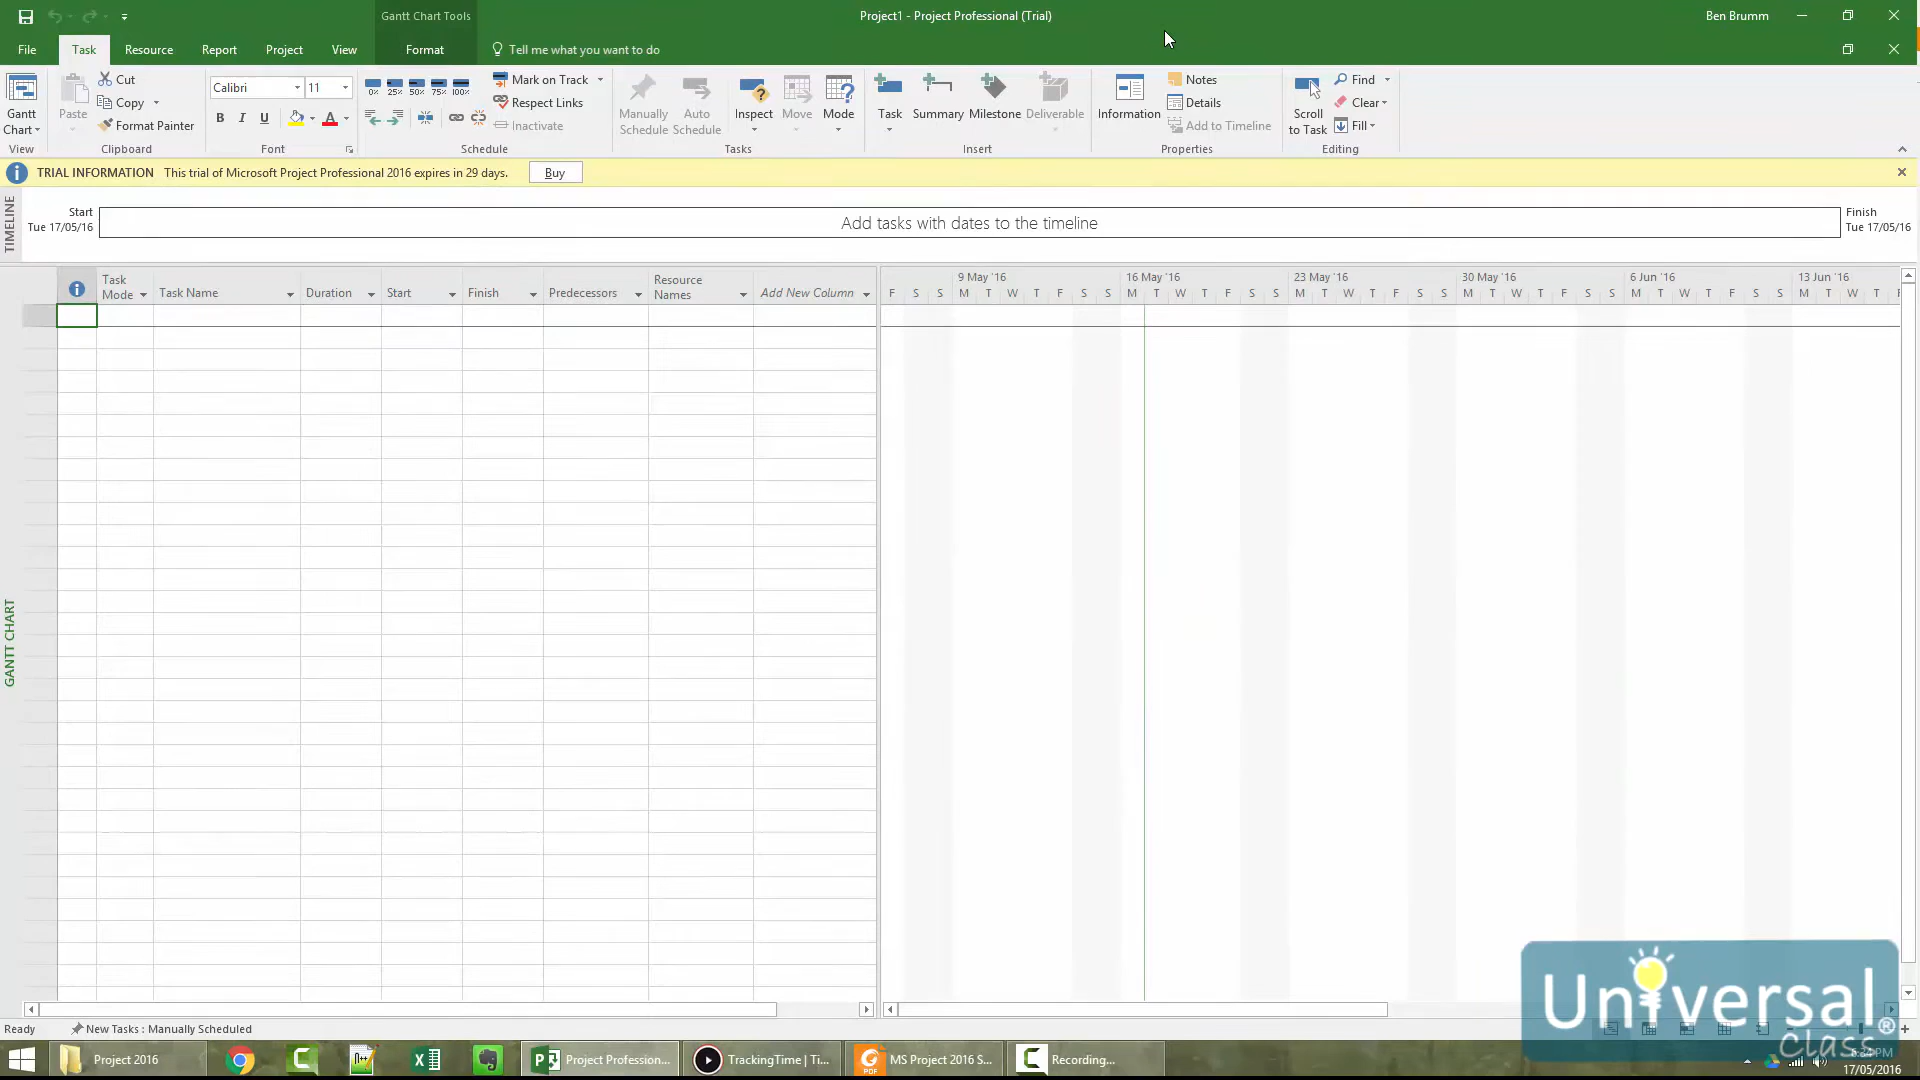 Gantt Chart Tools
Project1 - Project Professional (Trial)
Ben Brumm
File Task Resource Report Project View Format Tell me what you want to do
Gantt Chart
View
Paste
Cut
Copy
Format Painter
Clipboard
Calibri 11
B I U A
Font
0% 25% 50% 75% 100%
Mark on Track
Respect Links
Inactivate
Schedule
Manually Schedule
Auto Schedule
Inspect
Move
Mode
Tasks
Task
Summary
Milestone
Deliverable
Insert
Information
Notes
Details
Add to Timeline
Properties
Scroll to Task
Find
Clear
Fill
Editing
TRIAL INFORMATION This trial of Microsoft Project Professional 2016 expires in 29 days. Buy
TIMELINE
Start
Tue 17/05/16
Add tasks with dates to the timeline
Finish
Tue 17/05/16
Task Mode
Task Name
Duration
Start
Finish
Predecessors
Resource Names
Add New Column
9 May '16 16 May '16 23 May '16 30 May '16 6 Jun '16 13 Jun '16
F S S M T W T F S S M T W T F S S M T W T F S S M T W T F S S M T W T F S S M T W T F
GANTT CHART
Universal Class ®
Ready New Tasks : Manually Scheduled
Project 2016
Project Profession...
TrackingTime | Ti...
PDF
MS Project 2016 S...
Recording...
17/05/2016